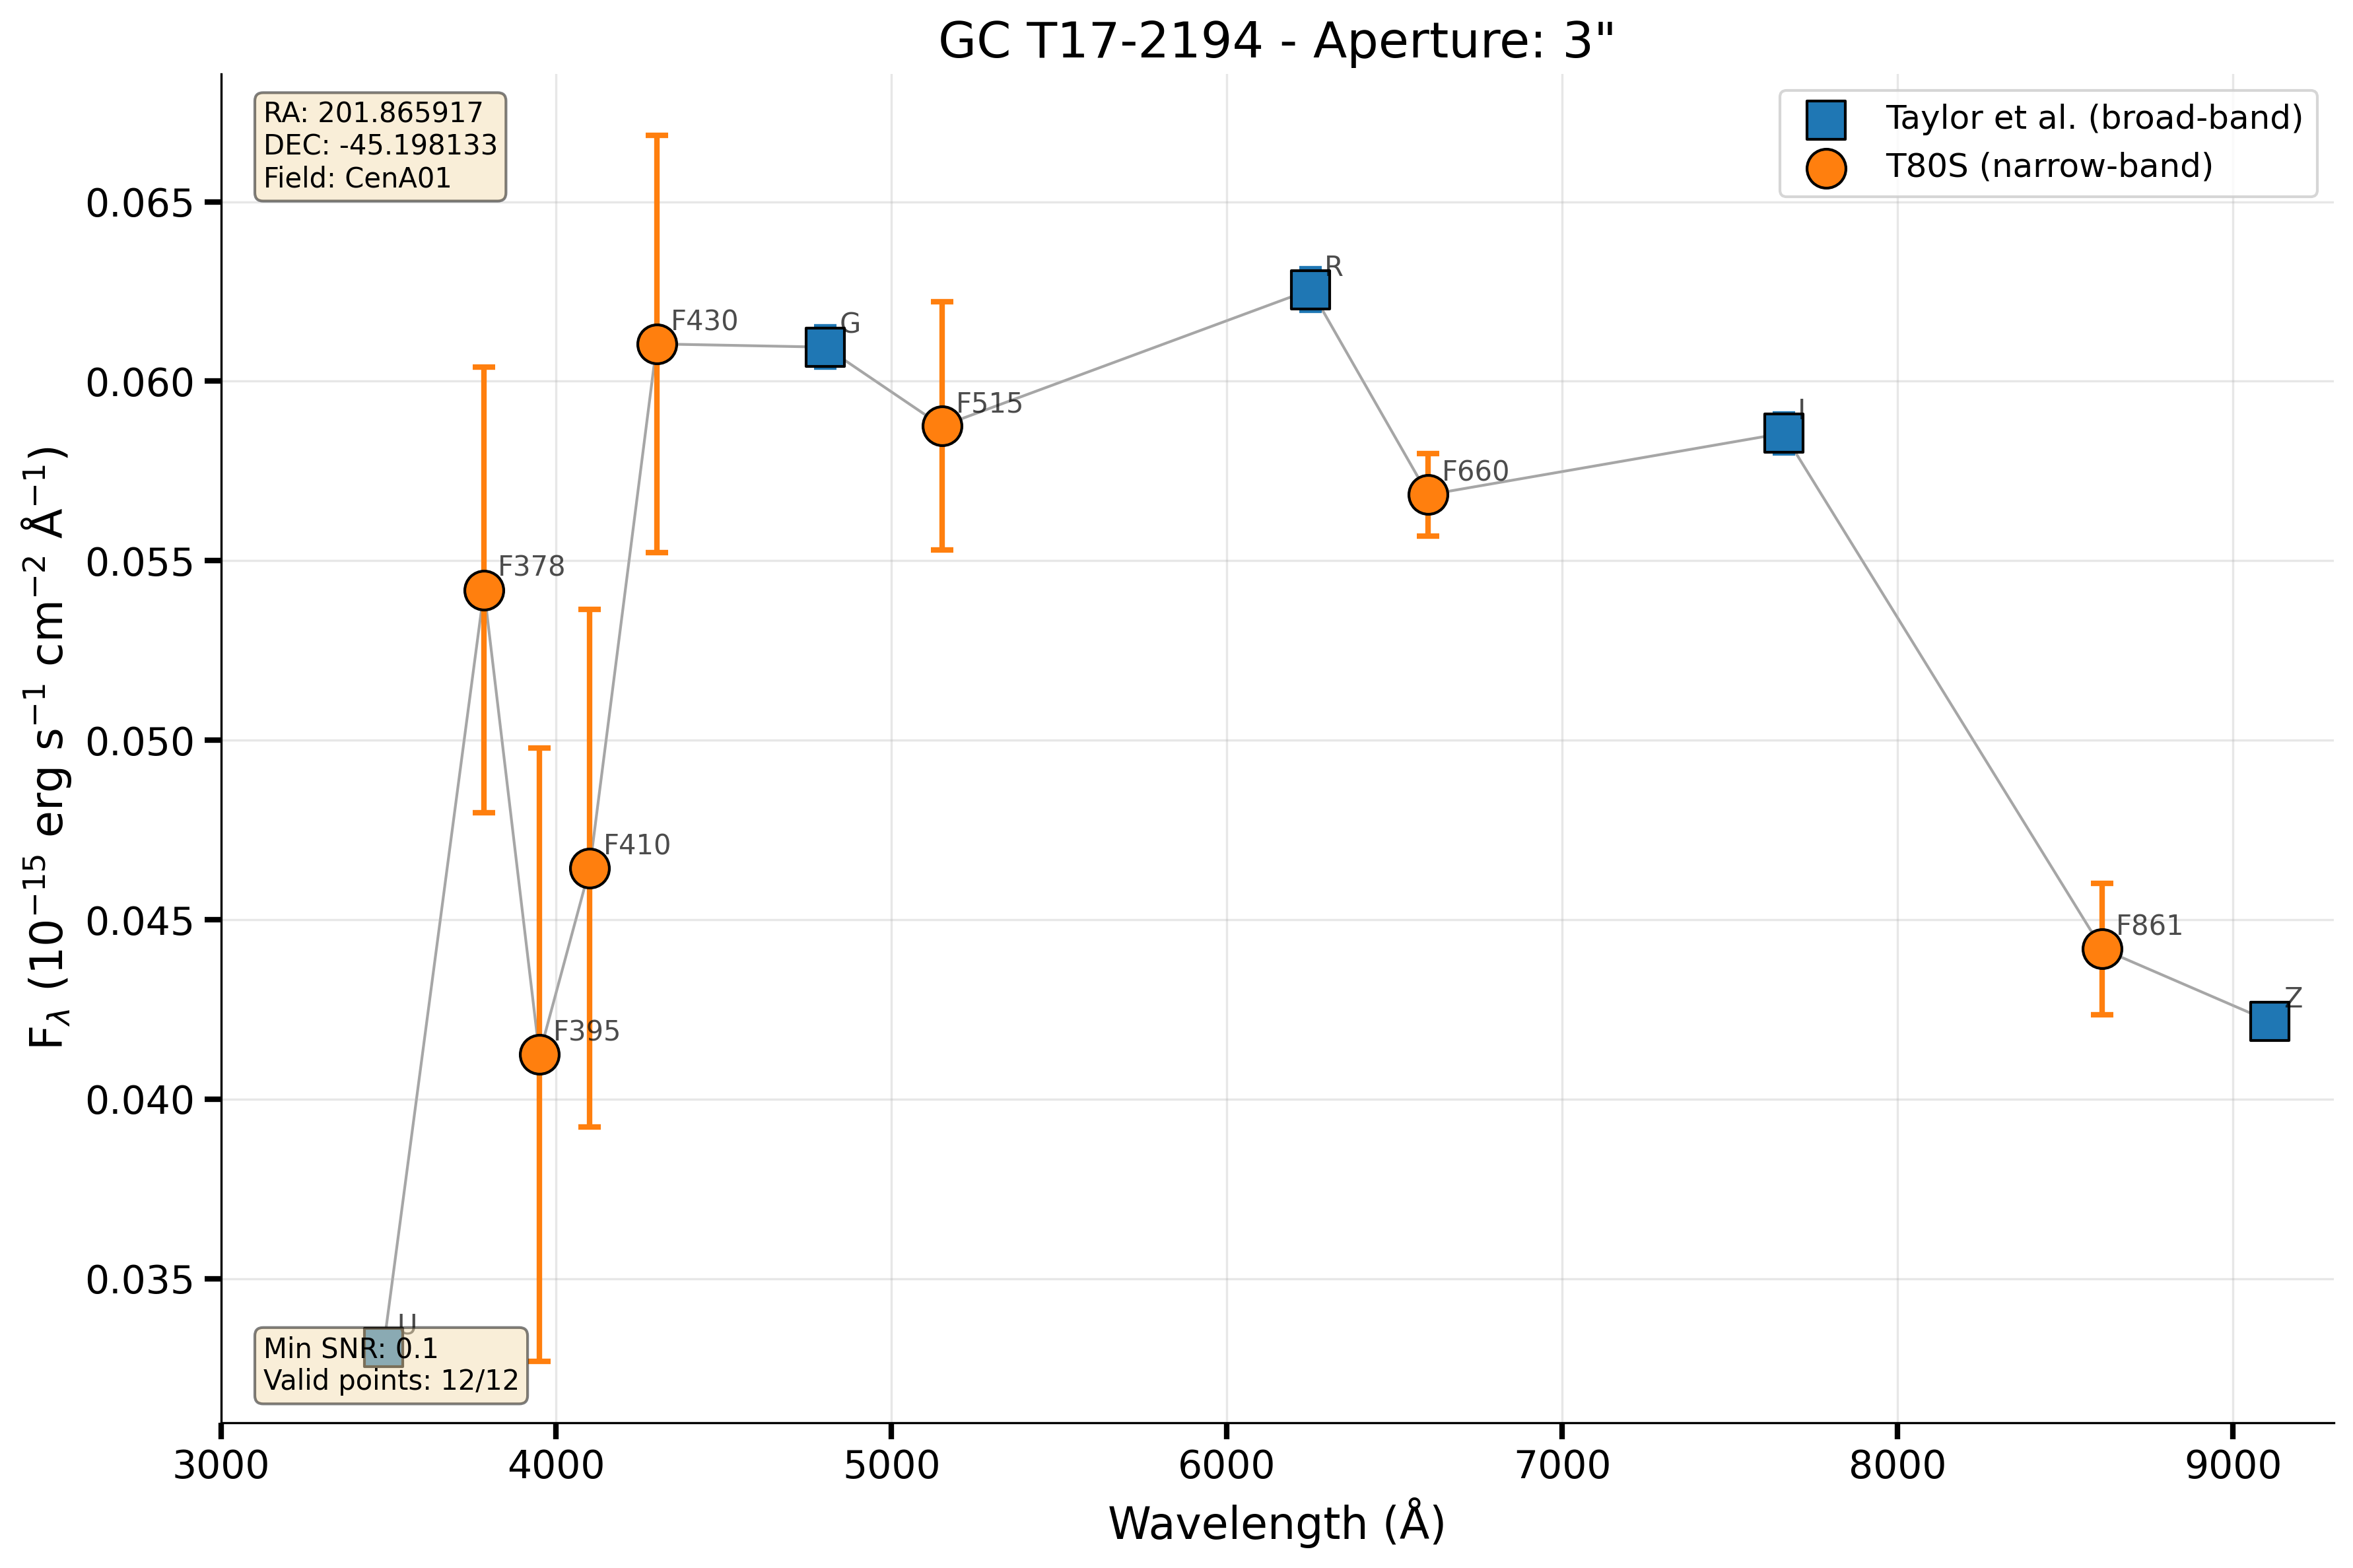 GC T17-2194 - Aperture: 3"
RA: 201.865917
DEC: -45.198133
Field: CenA01
Taylor et al. (broad-band)
T80S (narrow-band)
0.065
0.060
0.055
0.050
0.045
0.040
0.035
F_λ (10⁻¹⁵ erg s⁻¹ cm⁻² Å⁻¹)
R
F430
G
F515
I
F660
F378
F410
F861
Z
F395
U
Min SNR: 0.1
Valid points: 12/12
3000 4000 5000 6000 7000 8000 9000
Wavelength (Å)